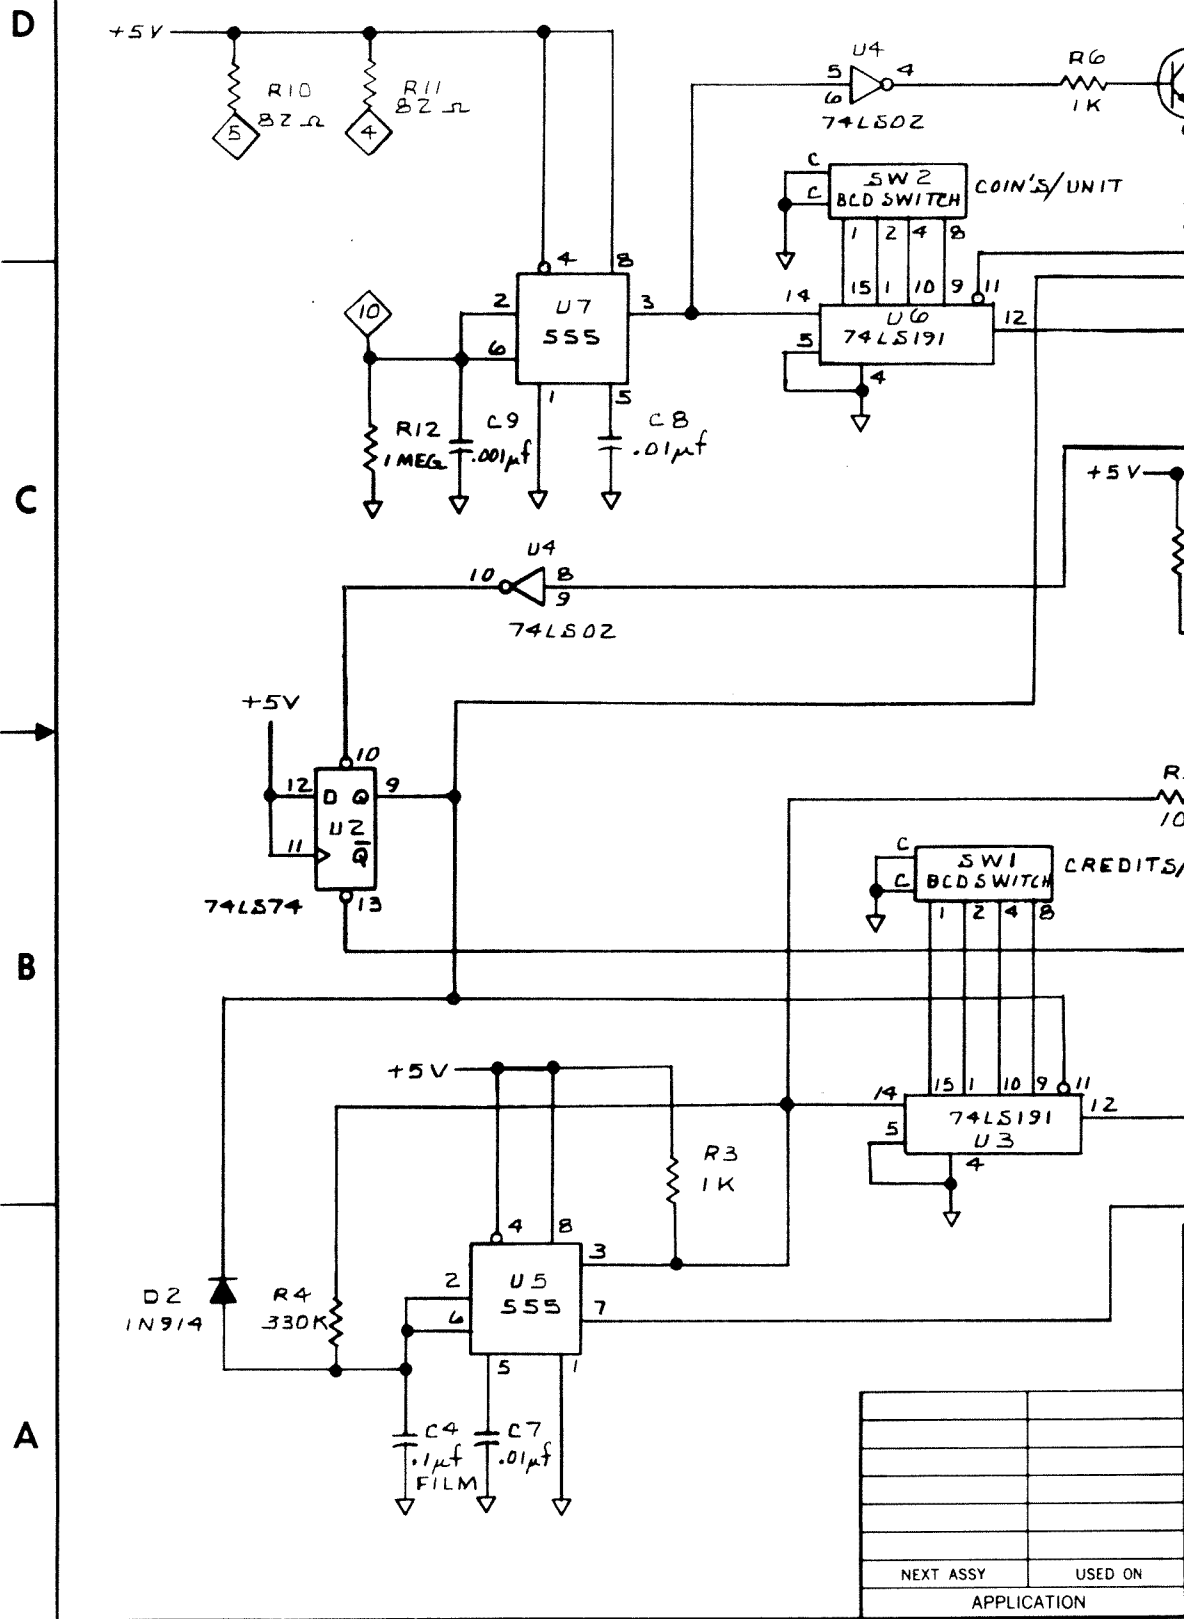 D
+5V
R10
82 Ω
5
R11
82 Ω
4
U4
5
6
4
74LS02
R6
1K
C
C
SW2
BCD SWITCH
COIN'S/UNIT
1 2 4 8
15 1 10 9 11
14
U6
74LS191
12
5
4
4
8
10
2
6
U7
555
3
1
5
R12
1 MEG
C9
.001µf
C8
.01µf
C
+5V
U4
10
8
9
74LS02
+5V
10
12
D Q
9
U2
11
Q̅
74LS74
13
10
C
C
SW1
BCD SWITCH
CREDITS/
1 2 4 8
B
15 1 10 9 11
14
74LS191
U3
12
5
4
+5V
R3
1K
4
8
2
6
U5
555
3
7
5
1
D2
1N914
R4
330K
C4
.1µf
FILM
C7
.01µf
A
NEXT ASSY
USED ON
APPLICATION